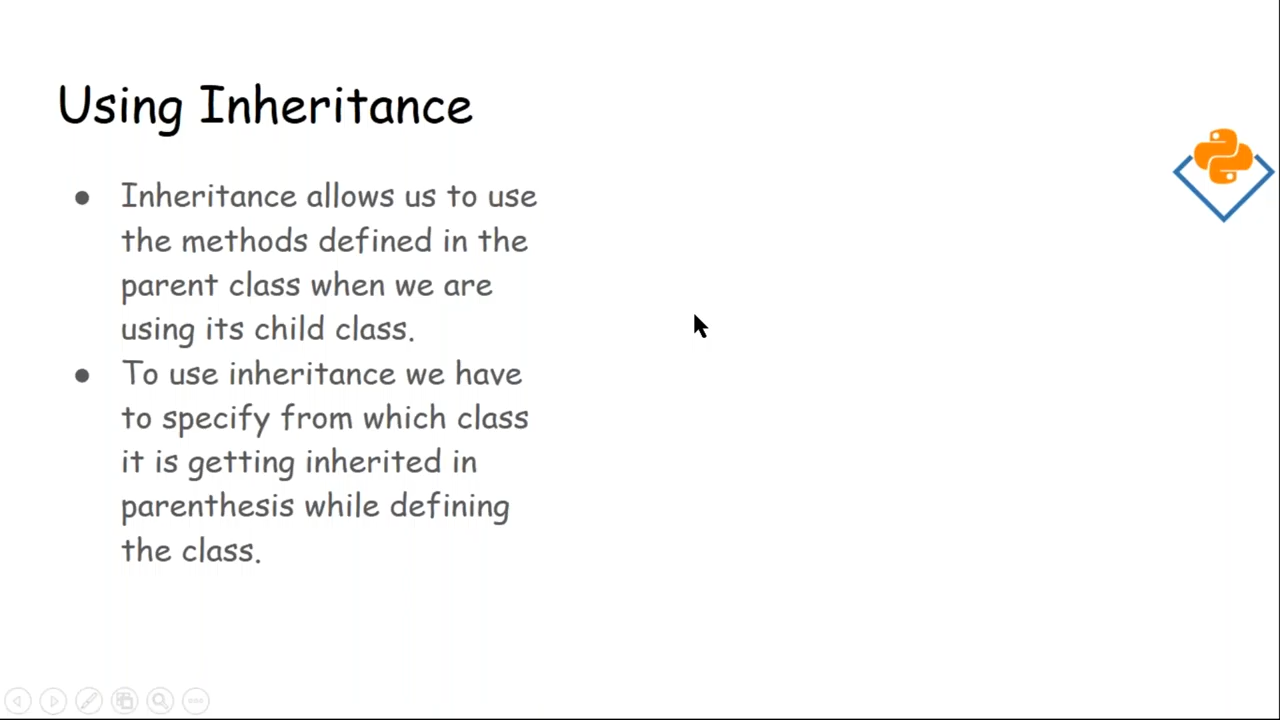 Using Inheritance
● Inheritance allows us to use
the methods defined in the
parent class when we are
using its child class.
● To use inheritance we have
to specify from which class
it is getting inherited in
parenthesis while defining
the class.